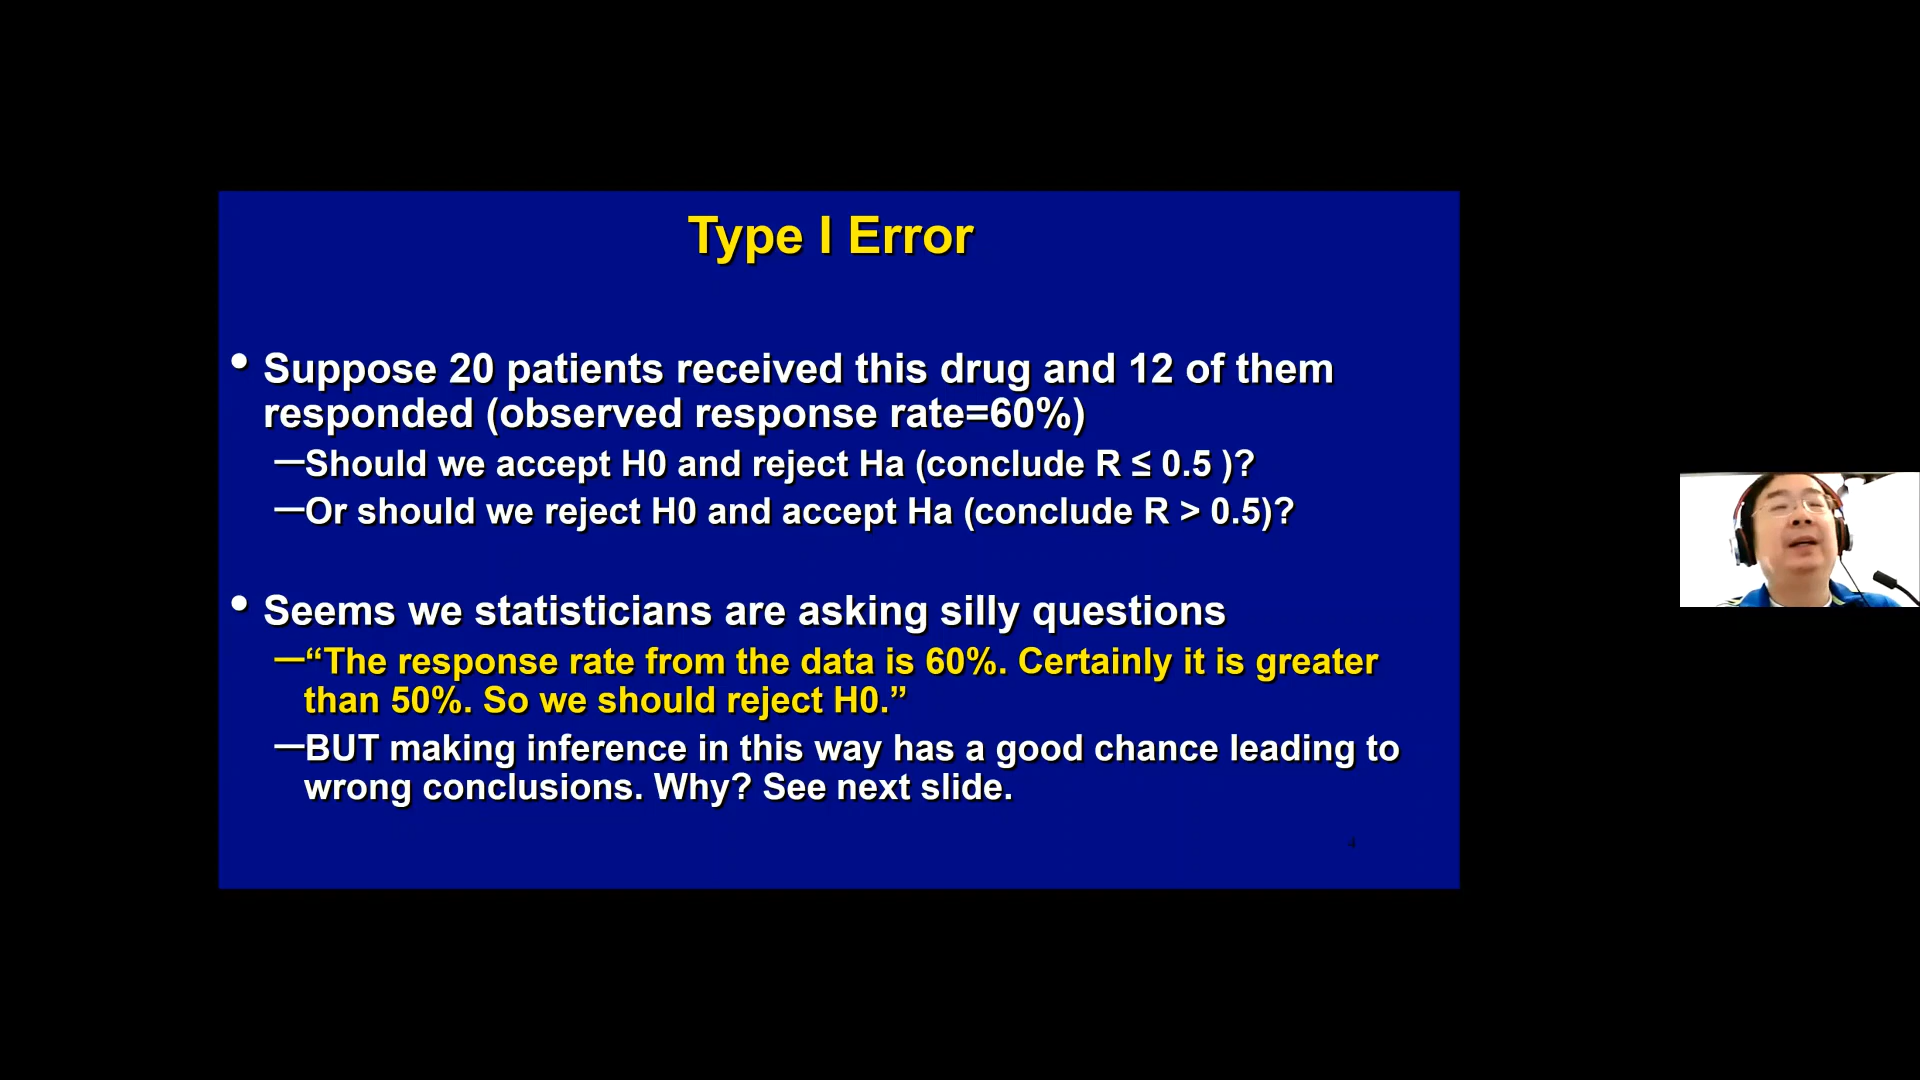 Type I Error
• Suppose 20 patients received this drug and 12 of them
responded (observed response rate=60%)
—Should we accept H0 and reject Ha (conclude R ≤ 0.5 )?
—Or should we reject H0 and accept Ha (conclude R > 0.5)?
• Seems we statisticians are asking silly questions
—“The response rate from the data is 60%. Certainly it is greater
than 50%. So we should reject H0.”
—BUT making inference in this way has a good chance leading to
wrong conclusions. Why? See next slide.
4